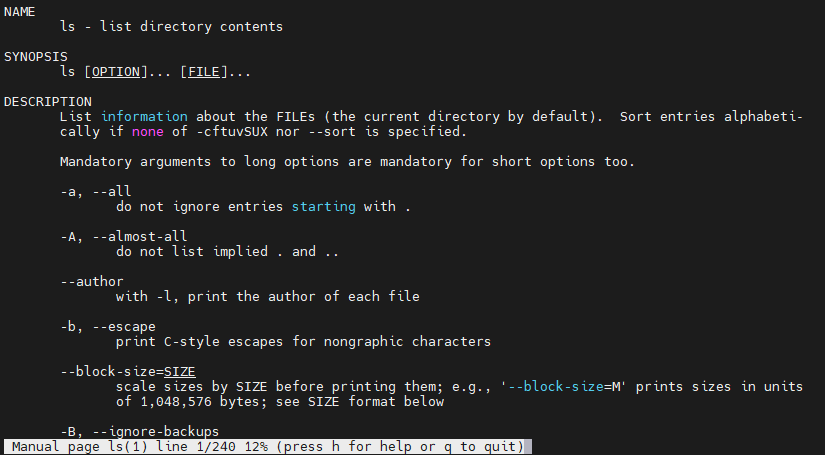 NAME
ls - list directory contents
SYNOPSIS
ls [OPTION]... [FILE]...
DESCRIPTION
List information about the FILEs (the current directory by default).  Sort entries alphabeti-
cally if none of -cftuvSUX nor --sort is specified.
Mandatory arguments to long options are mandatory for short options too.
-a, --all
do not ignore entries starting with .
-A, --almost-all
do not list implied . and ..
--author
with -l, print the author of each file
-b, --escape
print C-style escapes for nongraphic characters
--block-size=SIZE
scale sizes by SIZE before printing them; e.g., '--block-size=M' prints sizes in units
of 1,048,576 bytes; see SIZE format below
-B, --ignore-backups
Manual page ls(1) line 1/240 12% (press h for help or q to quit)